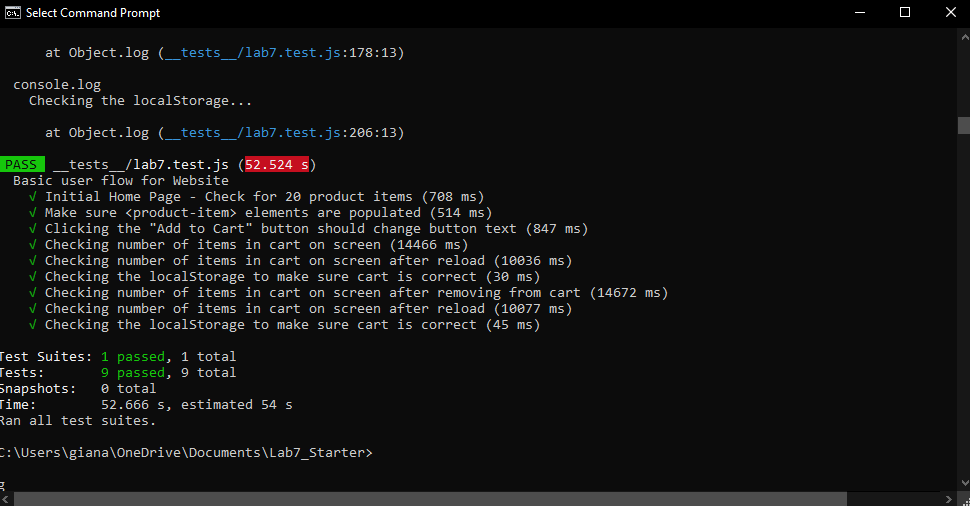 Select Command Prompt
at Object.log (__tests__/lab7.test.js:178:13)
console.log
Checking the localStorage...
at Object.log (__tests__/lab7.test.js:206:13)
PASS __tests__/lab7.test.js (52.524 s)
Basic user flow for Website
√ Initial Home Page - Check for 20 product items (708 ms)
√ Make sure <product-item> elements are populated (514 ms)
√ Clicking the "Add to Cart" button should change button text (847 ms)
√ Checking number of items in cart on screen (14466 ms)
√ Checking number of items in cart on screen after reload (10036 ms)
√ Checking the localStorage to make sure cart is correct (30 ms)
√ Checking number of items in cart on screen after removing from cart (14672 ms)
√ Checking number of items in cart on screen after reload (10077 ms)
√ Checking the localStorage to make sure cart is correct (45 ms)
Test Suites: 1 passed, 1 total
Tests: 9 passed, 9 total
Snapshots: 0 total
Time: 52.666 s, estimated 54 s
Ran all test suites.
C:\Users\giana\OneDrive\Documents\Lab7_Starter>
g